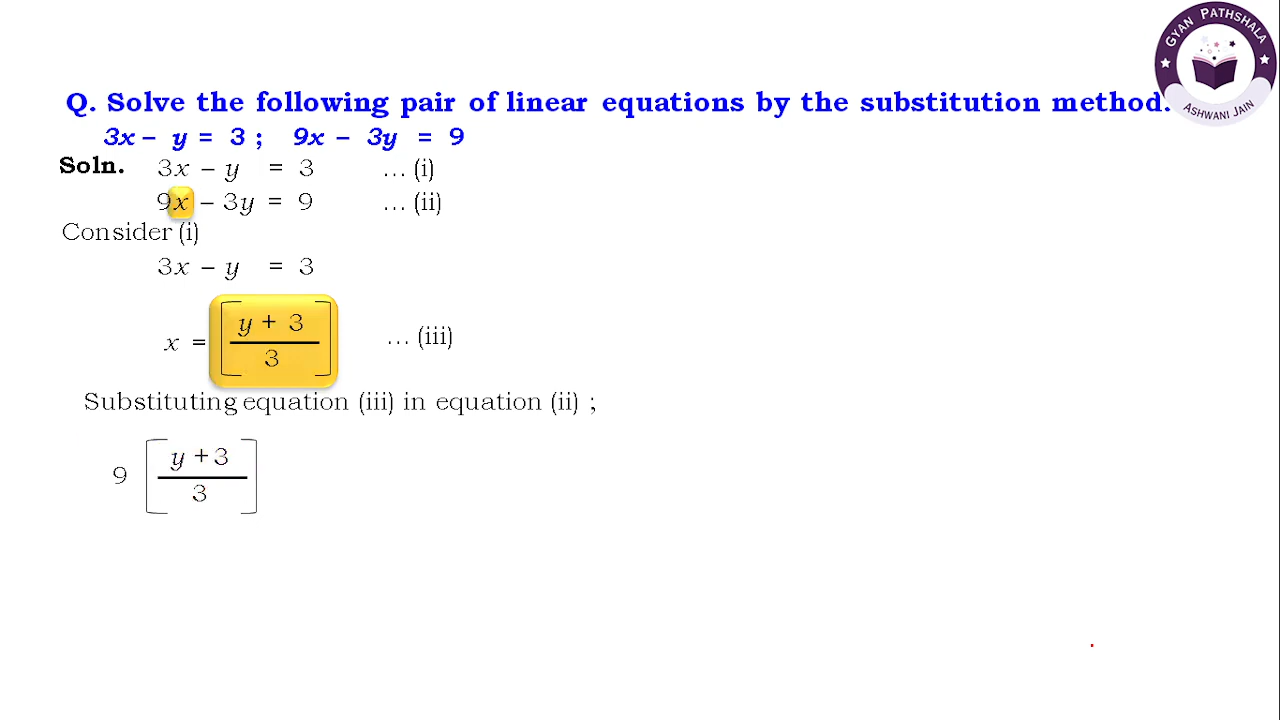 GYAN PATHSHALA
ASHWANI JAIN
Q. Solve the following pair of linear equations by the substitution method.
3x – y = 3 ; 9x – 3y = 9
Soln. 3x – y = 3 ... (i)
9x – 3y = 9 ... (ii)
Consider (i)
3x – y = 3
x = [ y + 3 / 3 ] ... (iii)
Substituting equation (iii) in equation (ii) ;
9 [ y + 3 / 3 ]